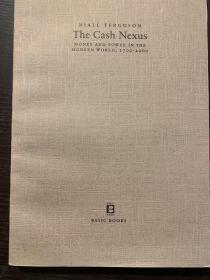 NIALL FERGUSON
The Cash Nexus
MONEY AND POWER IN THE
MODERN WORLD, 1700–2000
B
BASIC BOOKS